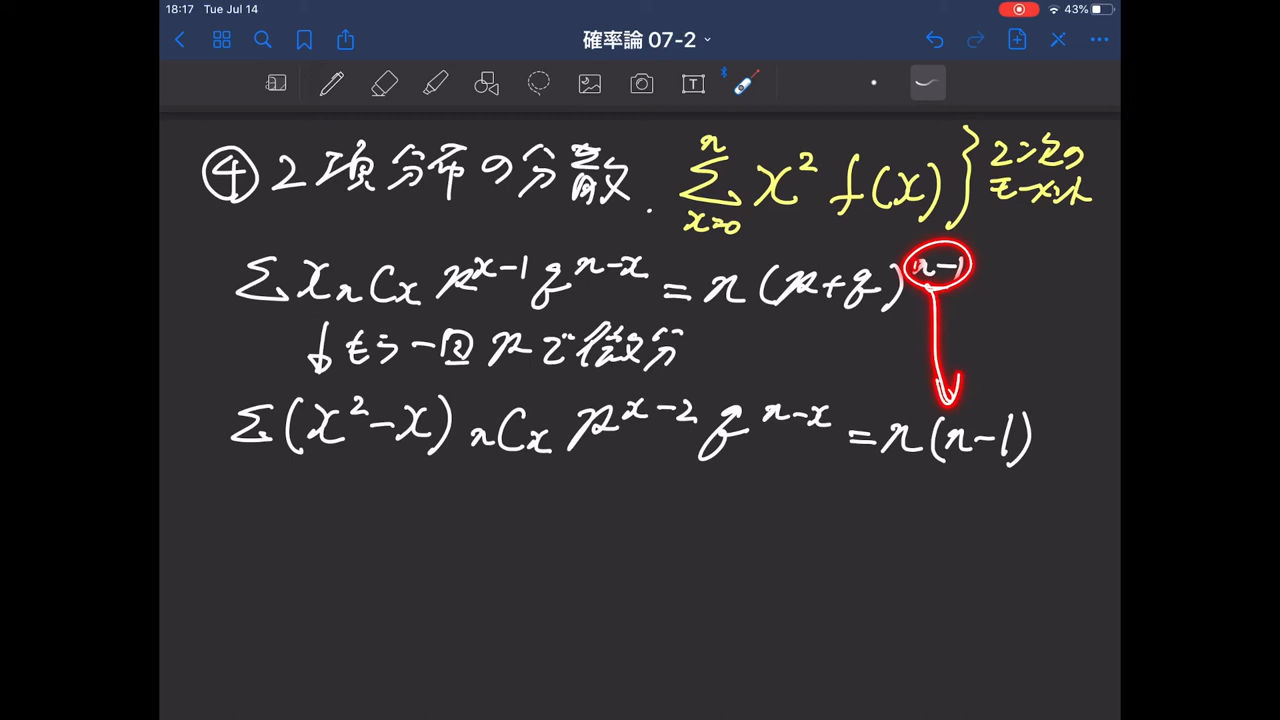 18:17 Tue Jul 14
43%
確率論 07-2
T
④ 2項分布の分散. Σ_{x=0}^{n} x² f(x) } 2次の モーメント
Σ x ₙCₓ p^{x-1} q^{n-x} = n(p+q)^{n-1}
↓ もう一回 p で微分
Σ(x²-x) ₙCₓ p^{x-2} q^{n-x} = n(n-1)